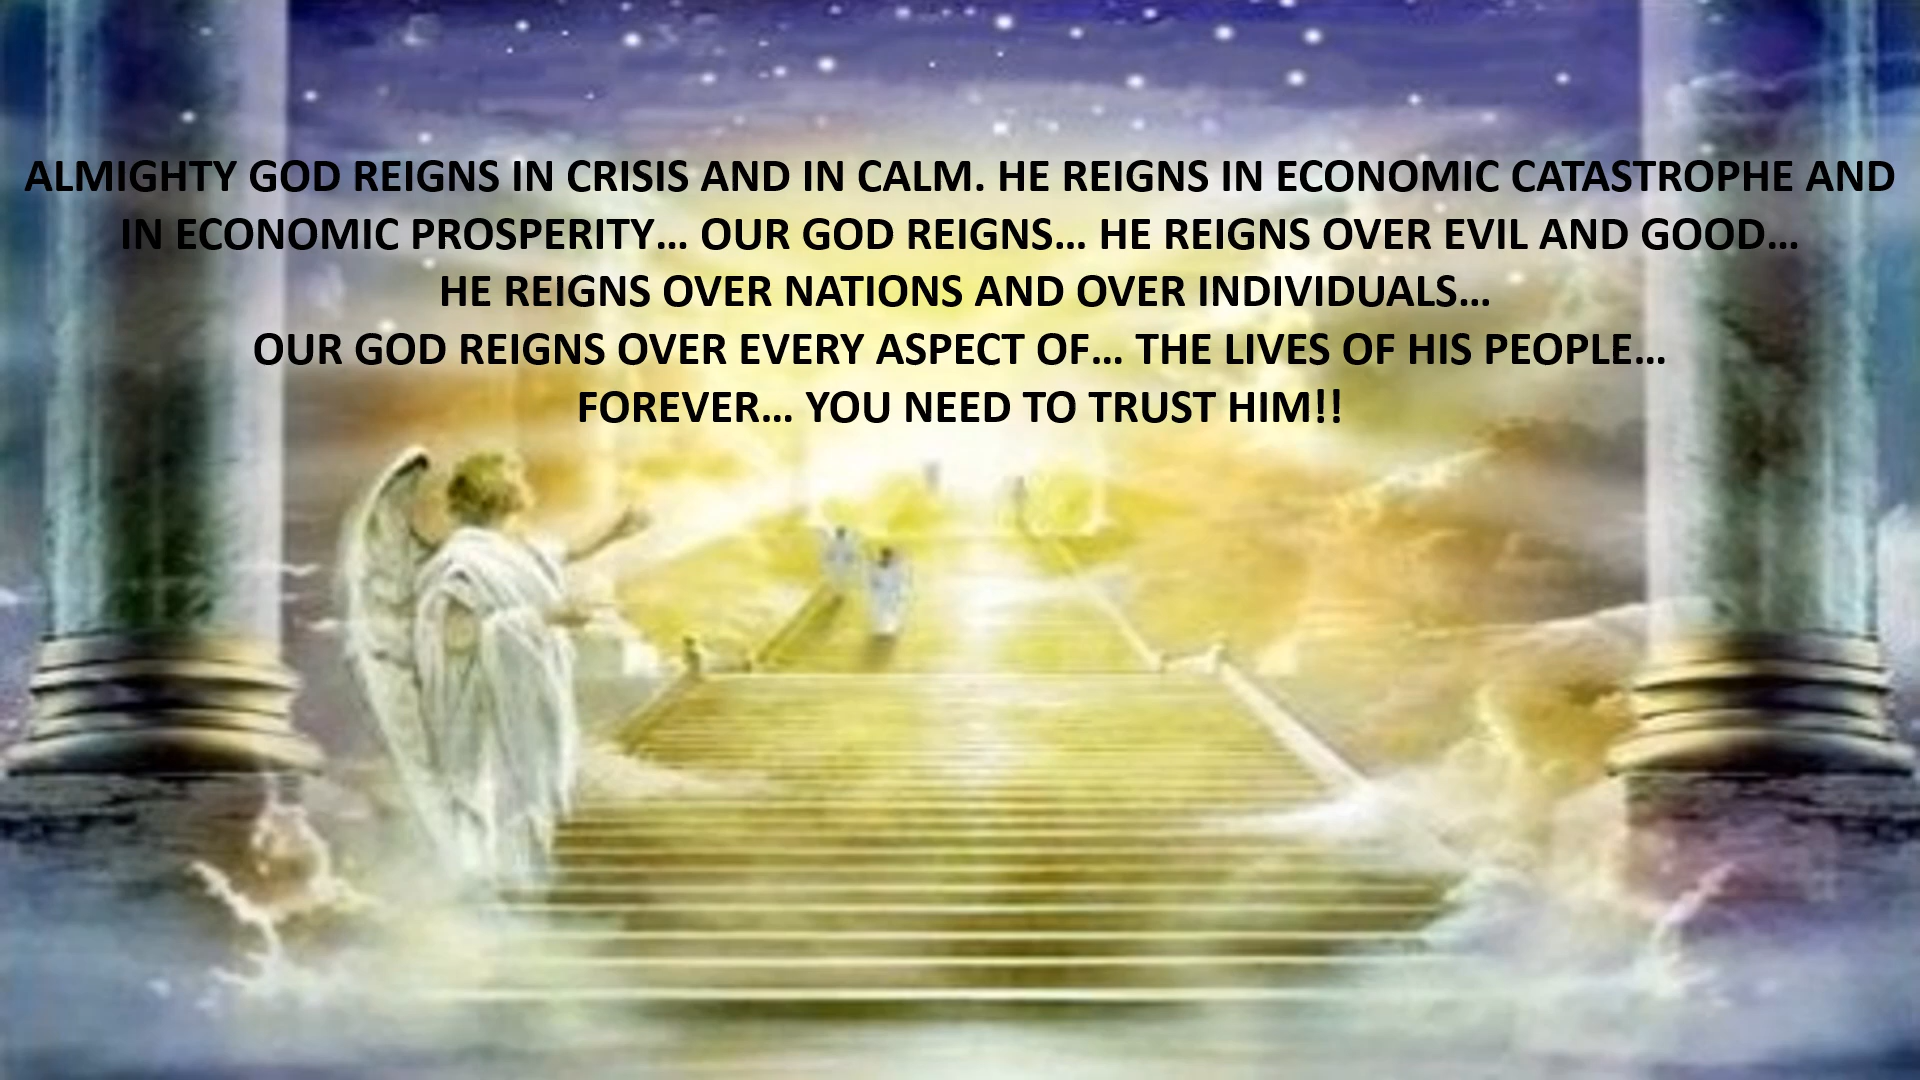 ALMIGHTY GOD REIGNS IN CRISIS AND IN CALM. HE REIGNS IN ECONOMIC CATASTROPHE AND
IN ECONOMIC PROSPERITY… OUR GOD REIGNS… HE REIGNS OVER EVIL AND GOOD…
HE REIGNS OVER NATIONS AND OVER INDIVIDUALS…
OUR GOD REIGNS OVER EVERY ASPECT OF… THE LIVES OF HIS PEOPLE…
FOREVER… YOU NEED TO TRUST HIM!!